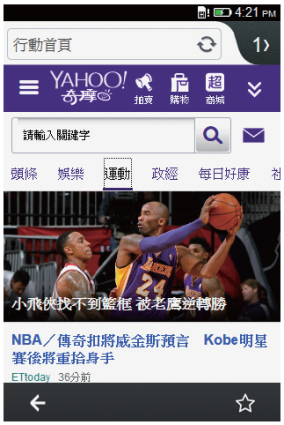 4:21 PM
行動首頁
1
YAHOO!
奇摩
拍賣 購物 超 商城
請輸入關鍵字
頭條 娛樂 運動 政經 每日好康 社
24
小飛俠找不到籃框 被老鷹逆轉勝
NBA／傳奇扣將威金斯預言 Kobe明星
賽後將重拾身手
ETtoday 36分前